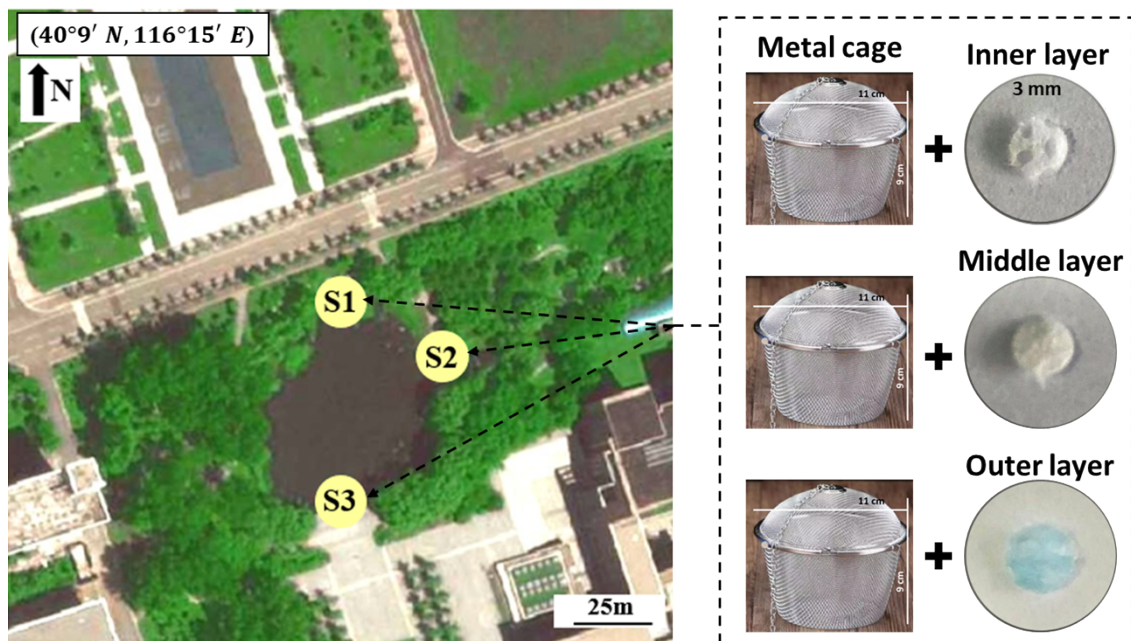 (40°9′ N, 116°15′ E)
N
S1
S2
S3
25m
Metal cage
Inner layer
11 cm
9 cm
3 mm
Middle layer
11 cm
9 cm
Outer layer
11 cm
9 cm